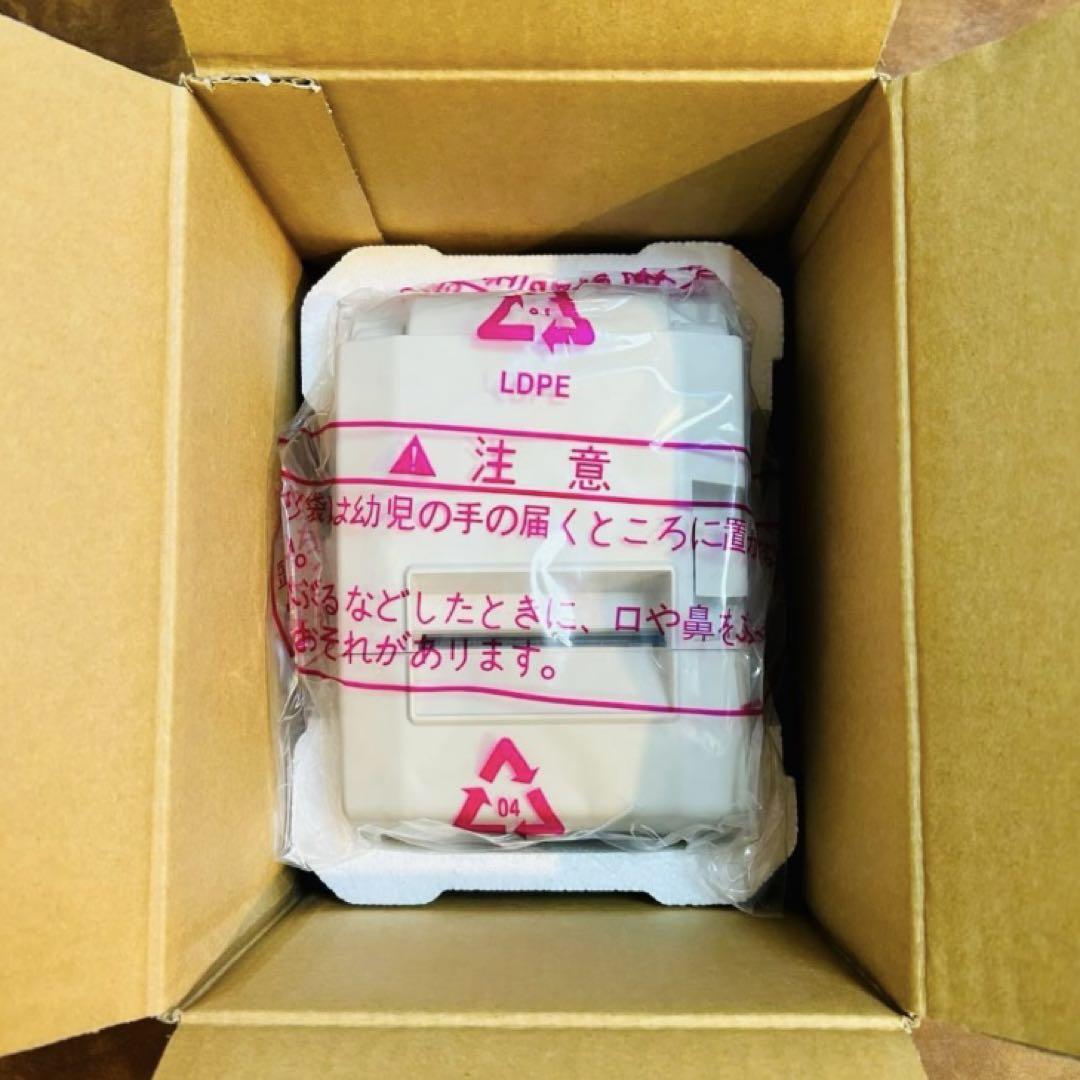 LDPE
注 意
袋は幼児の手の届くところに置か
ぶるなどしたときに、口や鼻をふ
おそれがあります。
04